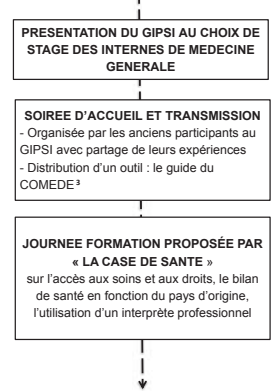 PRESENTATION DU GIPSI AU CHOIX DE
STAGE DES INTERNES DE MEDECINE
GENERALE
SOIREE D’ACCUEIL ET TRANSMISSION
- Organisée par les anciens participants au
GIPSI avec partage de leurs expériences
- Distribution d’un outil : le guide du
COMEDE³
JOURNEE FORMATION PROPOSÉE PAR
« LA CASE DE SANTE »
sur l’accès aux soins et aux droits, le bilan
de santé en fonction du pays d’origine,
l’utilisation d’un interprète professionnel